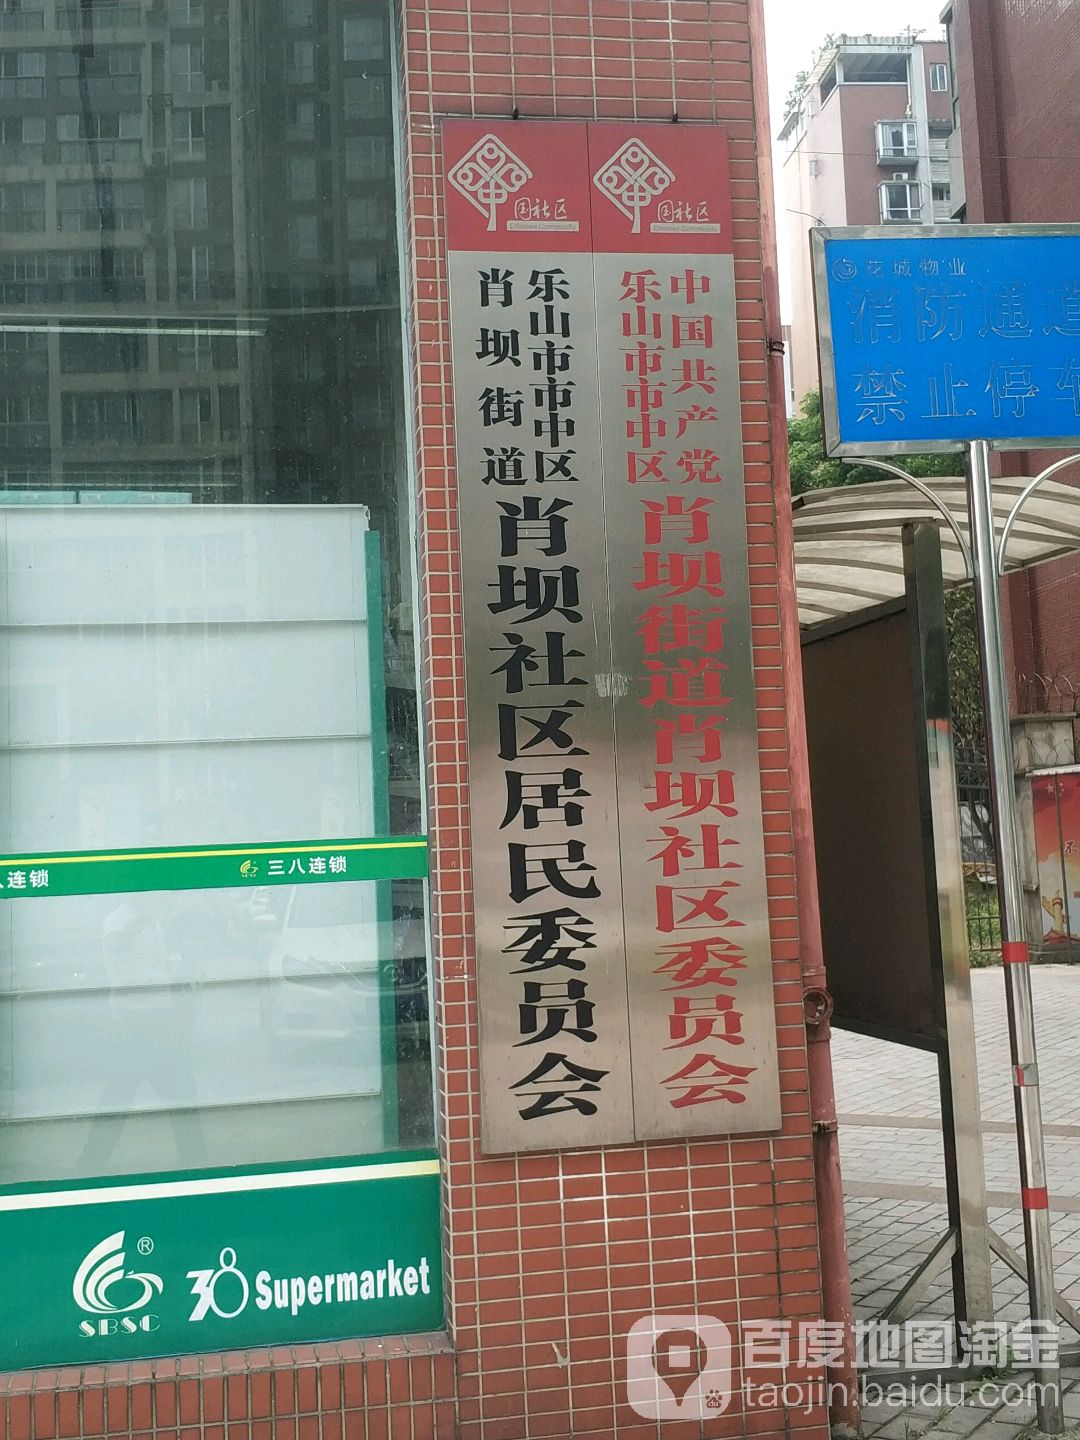 国社区
Chinese Community
国社区
Chinese Community
中国共产党
乐山市市中区
肖坝街道肖坝社区委员会
乐山市市中区
肖坝街道
肖坝社区居民委员会
花城物业
消防通道
禁止停车
八连锁
三八连锁
SBSC
®
38 Supermarket
不
百度地图淘金
taojin.baidu.com